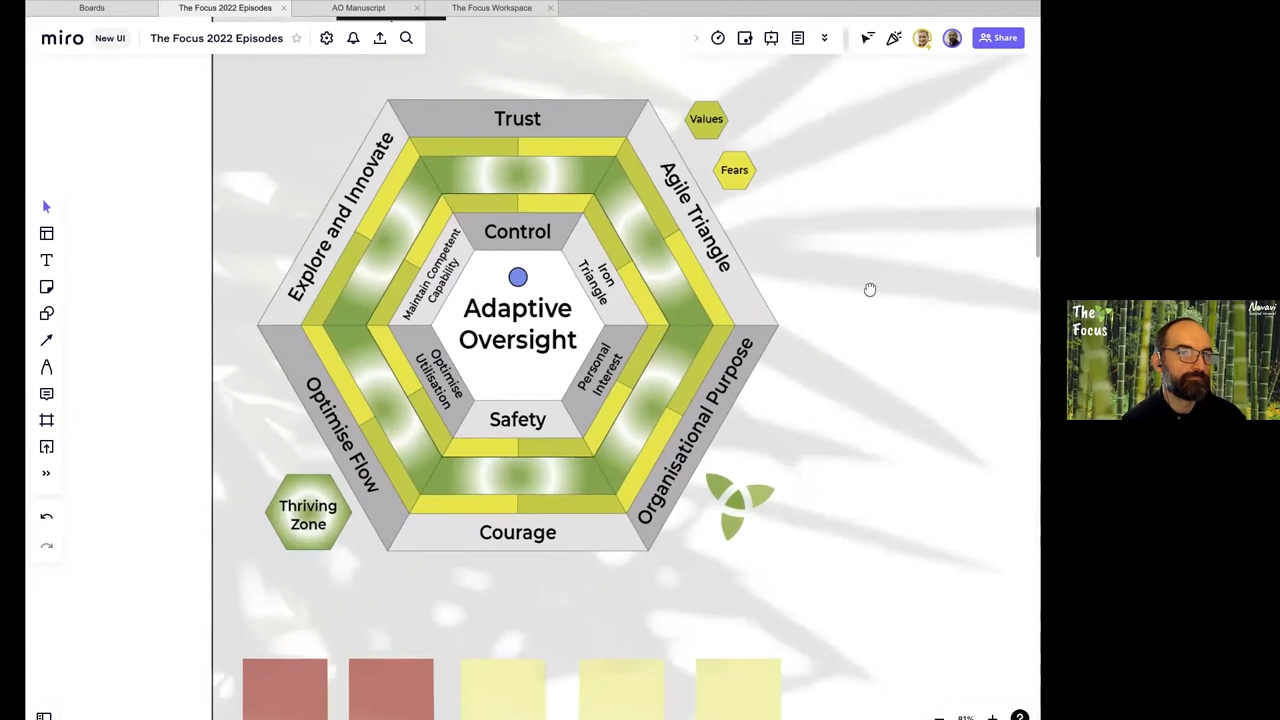 Boards
The Focus 2022 Episodes
AO Manuscript
The Focus Workspace
miro
New UI
The Focus 2022 Episodes
Share
Trust
Values
Fears
Explore and Innovate
Agile Triangle
Control
Maintain Competent
Capability
Iron
Triangle
Adaptive
Oversight
Optimise
Utilisation
Personal
Interest
Safety
Optimise Flow
Organisational Purpose
Thriving
Zone
Courage
The
Focus
81%
?